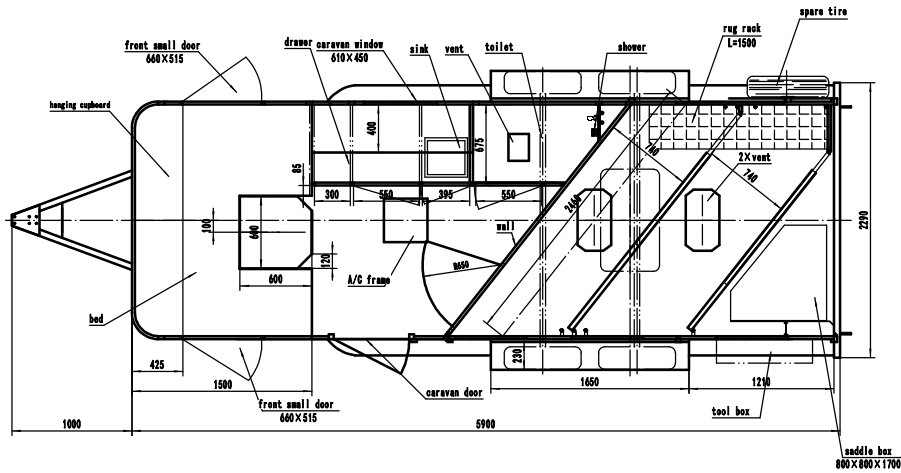 spare tire
rug rack
L=1500
front small door
660×515
drawer
caravan window
610×450
sink
vent
toilet
shower
hanging cupboard
400
675
740
2×vent
740
85
300
550
395
550
2460
100
600
120
600
A/C frame
R650
wall
2290
bed
425
230
1500
1650
1210
front small door
660×515
caravan door
tool box
1000
5900
saddle box
800×800×1700